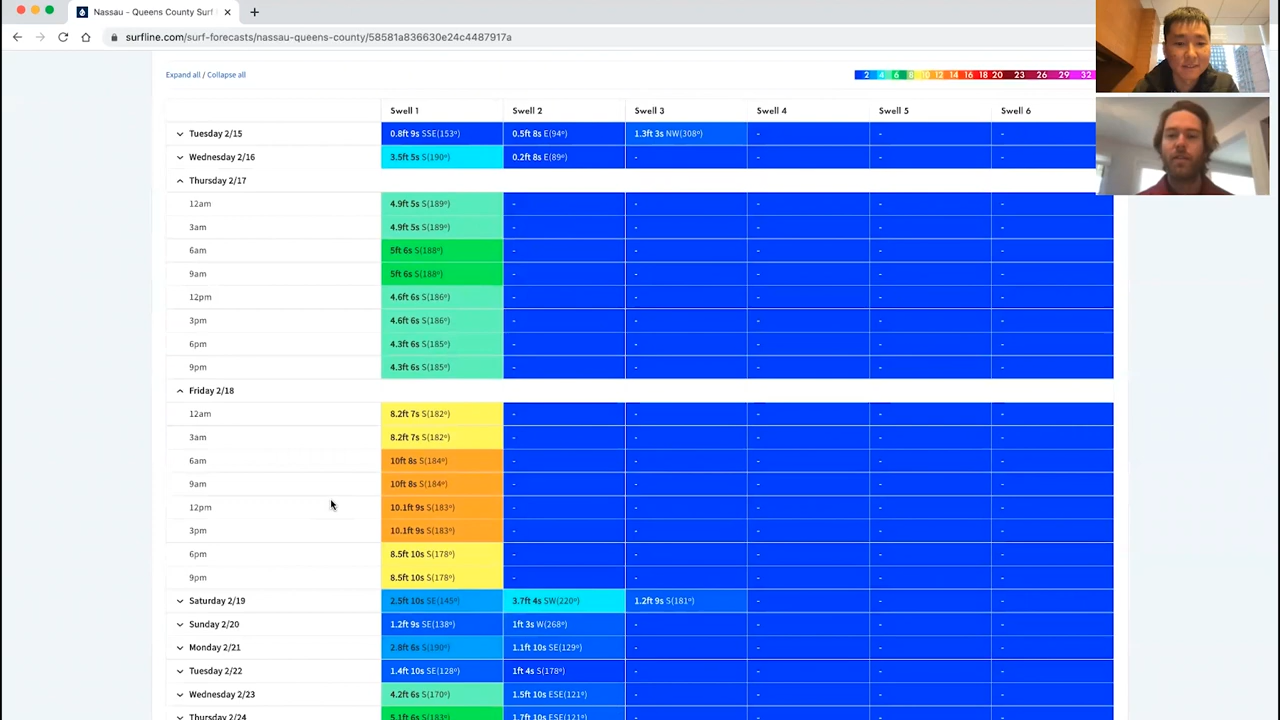 Nassau - Queens County Surf
surfline.com/surf-forecasts/nassau-queens-county/58581a836630e24c4487917a
Expand all / Collapse all
2 4 6 8 10 12 14 16 18 20 23 26 29 32
Swell 1 Swell 2 Swell 3 Swell 4 Swell 5 Swell 6
Tuesday 2/15 0.8ft 9s SSE(153º) 0.5ft 8s E(94º) 1.3ft 3s NW(308º) - - -
Wednesday 2/16 3.5ft 5s S(190º) 0.2ft 8s E(89º) - - - -
Thursday 2/17
12am 4.9ft 5s S(189º) - - - - -
3am 4.9ft 5s S(189º) - - - - -
6am 5ft 6s S(188º) - - - - -
9am 5ft 6s S(188º) - - - - -
12pm 4.6ft 6s S(186º) - - - - -
3pm 4.6ft 6s S(186º) - - - - -
6pm 4.3ft 6s S(185º) - - - - -
9pm 4.3ft 6s S(185º) - - - - -
Friday 2/18
12am 8.2ft 7s S(182º) - - - - -
3am 8.2ft 7s S(182º) - - - - -
6am 10ft 8s S(184º) - - - - -
9am 10ft 8s S(184º) - - - - -
12pm 10.1ft 9s S(183º) - - - - -
3pm 10.1ft 9s S(183º) - - - - -
6pm 8.5ft 10s S(178º) - - - - -
9pm 8.5ft 10s S(178º) - - - - -
Saturday 2/19 2.5ft 10s SE(145º) 3.7ft 4s SW(220º) 1.2ft 9s S(181º) - - -
Sunday 2/20 1.2ft 9s SE(138º) 1ft 3s W(268º) - - - -
Monday 2/21 2.8ft 6s S(190º) 1.1ft 10s SE(129º) - - - -
Tuesday 2/22 1.4ft 10s SE(128º) 1ft 4s S(178º) - - - -
Wednesday 2/23 4.2ft 6s S(170º) 1.5ft 10s ESE(121º) - - - -
Thursday 2/24 5.1ft 6s S(183º) 1.7ft 10s ESE(121º) - - - -